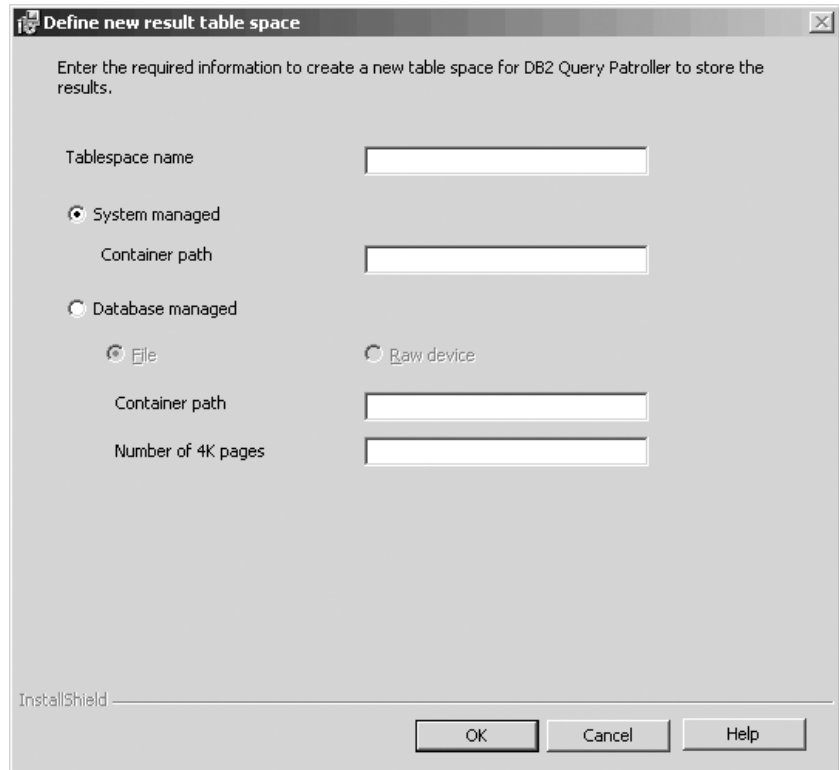 Define new result table space
Enter the required information to create a new table space for DB2 Query Patroller to store the
results.
Tablespace name
System managed
Container path
Database managed
File Raw device
Container path
Number of 4K pages
InstallShield
OK Cancel Help